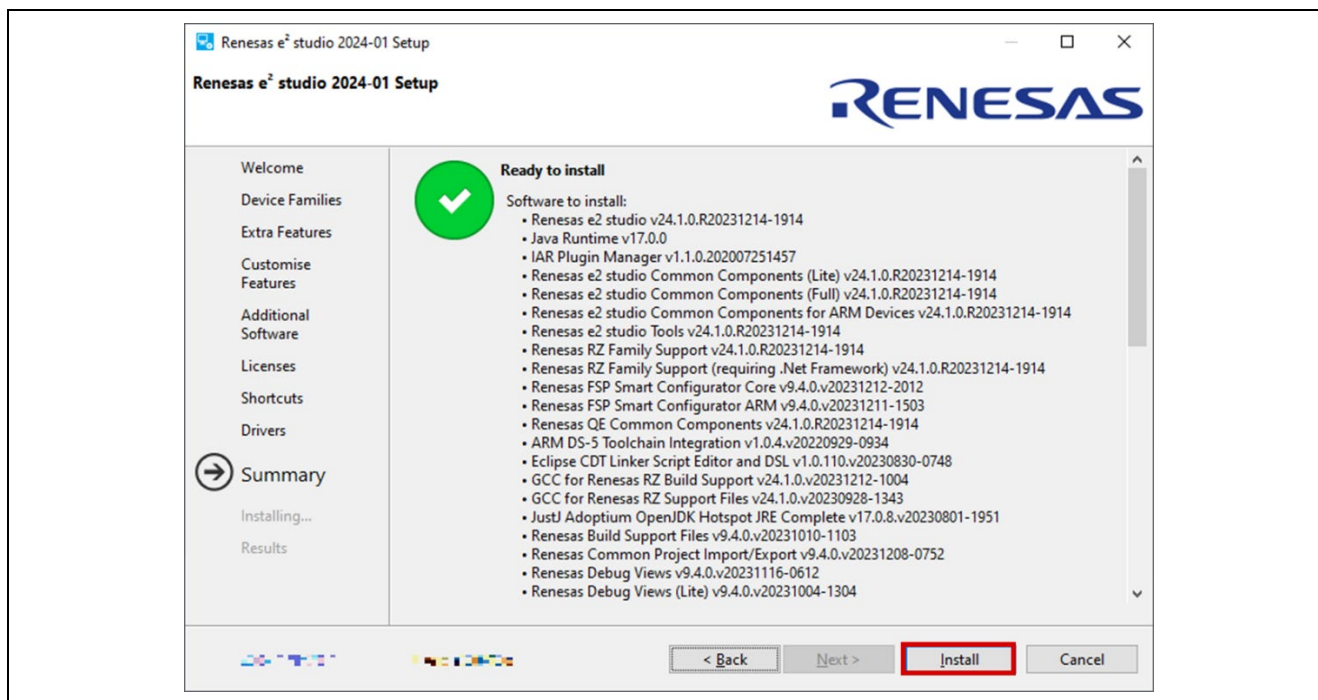 Renesas e² studio 2024-01 Setup
Renesas e² studio 2024-01 Setup
RENESAS
Welcome
Device Families
Extra Features
Customise
Features
Additional
Software
Licenses
Shortcuts
Drivers
Summary
Installing...
Results
Ready to install
Software to install:
• Renesas e2 studio v24.1.0.R20231214-1914
• Java Runtime v17.0.0
• IAR Plugin Manager v1.1.0.202007251457
• Renesas e2 studio Common Components (Lite) v24.1.0.R20231214-1914
• Renesas e2 studio Common Components (Full) v24.1.0.R20231214-1914
• Renesas e2 studio Common Components for ARM Devices v24.1.0.R20231214-1914
• Renesas e2 studio Tools v24.1.0.R20231214-1914
• Renesas RZ Family Support v24.1.0.R20231214-1914
• Renesas RZ Family Support (requiring .Net Framework) v24.1.0.R20231214-1914
• Renesas FSP Smart Configurator Core v9.4.0.v20231212-2012
• Renesas FSP Smart Configurator ARM v9.4.0.v20231211-1503
• Renesas QE Common Components v24.1.0.R20231214-1914
• ARM DS-5 Toolchain Integration v1.0.4.v20220929-0934
• Eclipse CDT Linker Script Editor and DSL v1.0.110.v20230830-0748
• GCC for Renesas RZ Build Support v24.1.0.v20231212-1004
• GCC for Renesas RZ Support Files v24.1.0.v20230928-1343
• JustJ Adoptium OpenJDK Hotspot JRE Complete v17.0.8.v20230801-1951
• Renesas Build Support Files v9.4.0.v20231010-1103
• Renesas Common Project Import/Export v9.4.0.v20231208-0752
• Renesas Debug Views v9.4.0.v20231116-0612
• Renesas Debug Views (Lite) v9.4.0.v20231004-1304
< Back
Next >
Install
Cancel